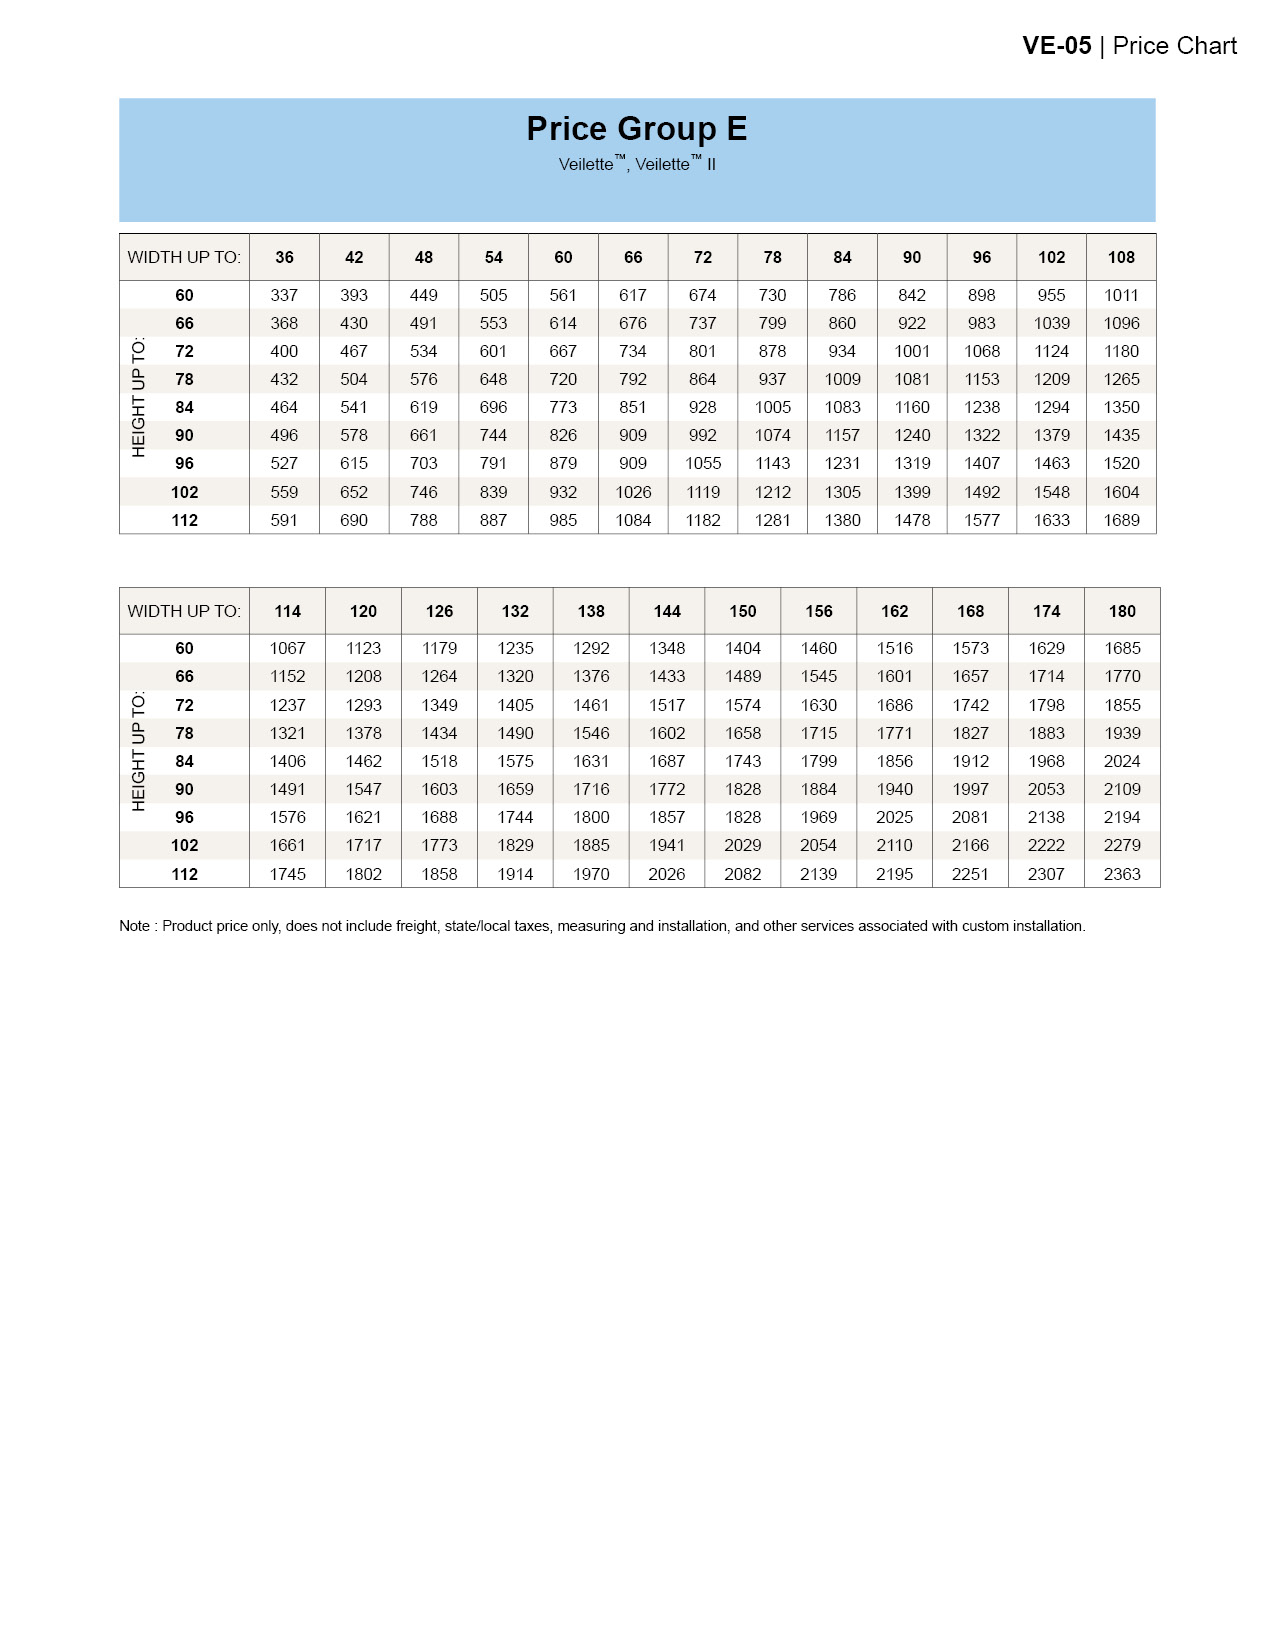 VE-05 | Price Chart
Price Group E
Veilette™, Veilette™ II
WIDTH UP TO: 36 42 48 54 60 66 72 78 84 90 96 102 108
HEIGHT UP TO:
60 337 393 449 505 561 617 674 730 786 842 898 955 1011
66 368 430 491 553 614 676 737 799 860 922 983 1039 1096
72 400 467 534 601 667 734 801 878 934 1001 1068 1124 1180
78 432 504 576 648 720 792 864 937 1009 1081 1153 1209 1265
84 464 541 619 696 773 851 928 1005 1083 1160 1238 1294 1350
90 496 578 661 744 826 909 992 1074 1157 1240 1322 1379 1435
96 527 615 703 791 879 909 1055 1143 1231 1319 1407 1463 1520
102 559 652 746 839 932 1026 1119 1212 1305 1399 1492 1548 1604
112 591 690 788 887 985 1084 1182 1281 1380 1478 1577 1633 1689
WIDTH UP TO: 114 120 126 132 138 144 150 156 162 168 174 180
HEIGHT UP TO:
60 1067 1123 1179 1235 1292 1348 1404 1460 1516 1573 1629 1685
66 1152 1208 1264 1320 1376 1433 1489 1545 1601 1657 1714 1770
72 1237 1293 1349 1405 1461 1517 1574 1630 1686 1742 1798 1855
78 1321 1378 1434 1490 1546 1602 1658 1715 1771 1827 1883 1939
84 1406 1462 1518 1575 1631 1687 1743 1799 1856 1912 1968 2024
90 1491 1547 1603 1659 1716 1772 1828 1884 1940 1997 2053 2109
96 1576 1621 1688 1744 1800 1857 1828 1969 2025 2081 2138 2194
102 1661 1717 1773 1829 1885 1941 2029 2054 2110 2166 2222 2279
112 1745 1802 1858 1914 1970 2026 2082 2139 2195 2251 2307 2363
Note : Product price only, does not include freight, state/local taxes, measuring and installation, and other services associated with custom installation.